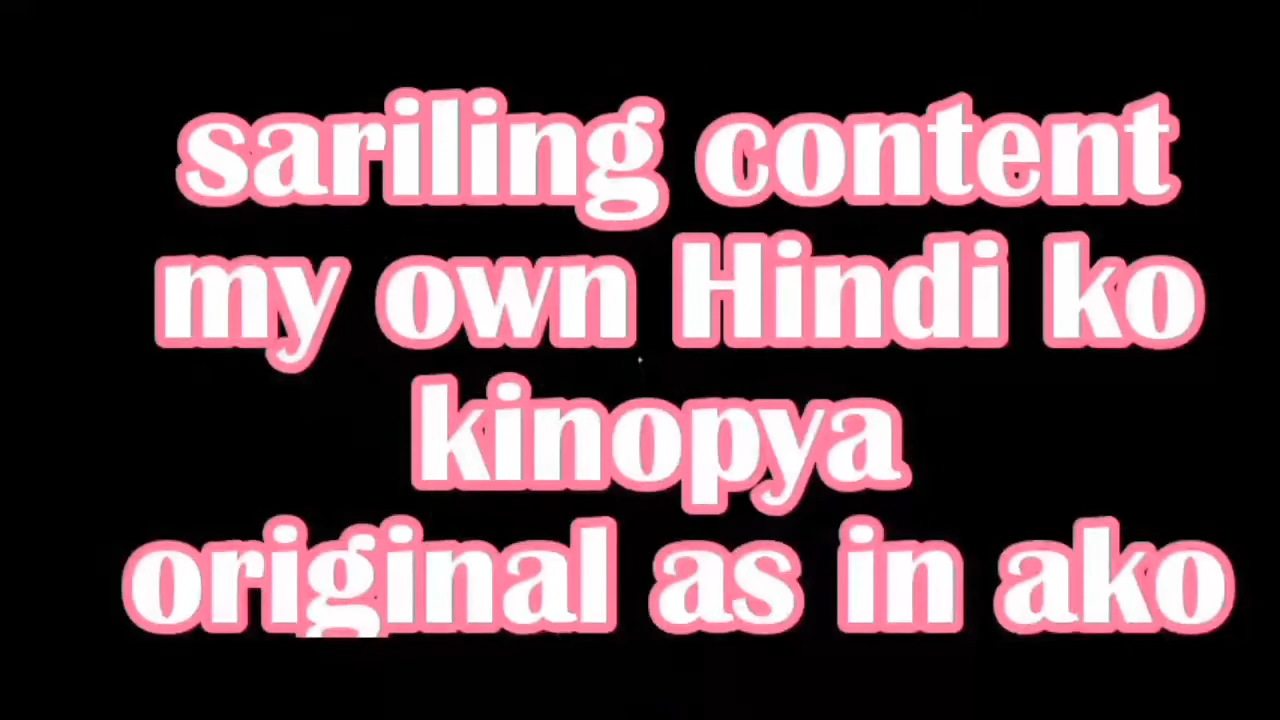 sariling content
my own Hindi ko
kinopya
original as in ako